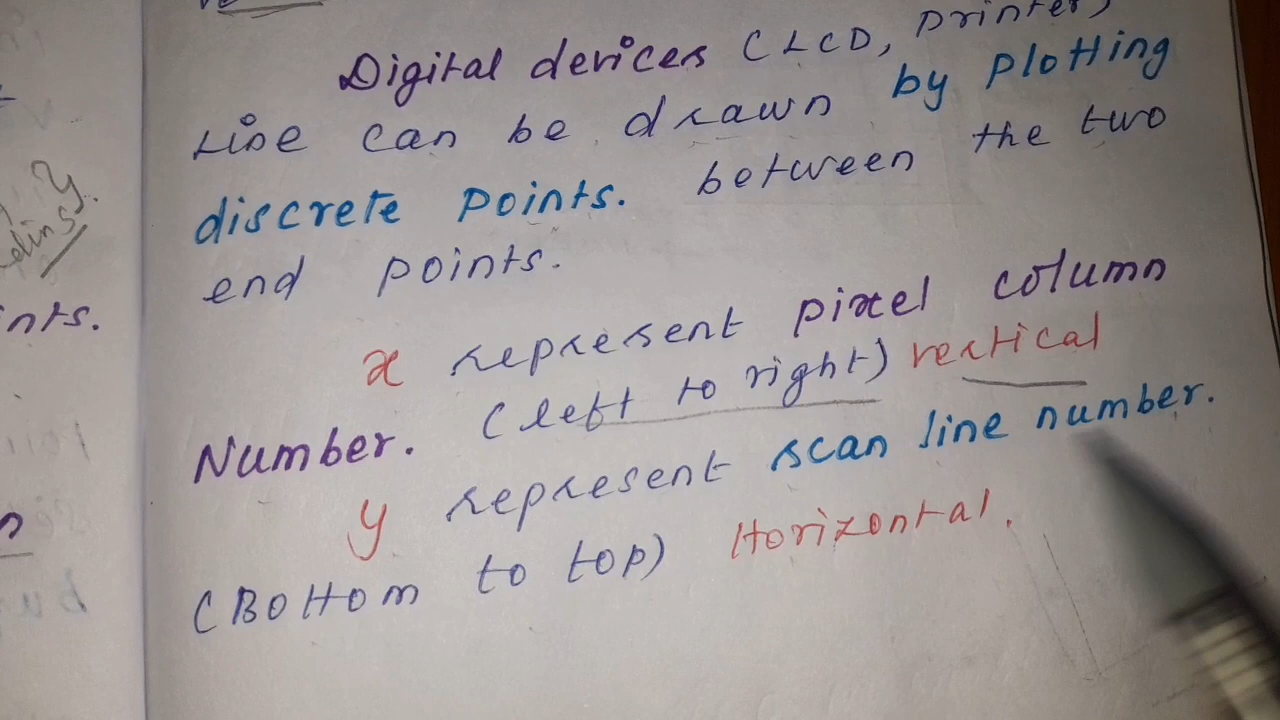 Digital devices (LCD, printer,
Line can be drawn by plotting
discrete points. between the two
end points.
x represent pixel column
Number. (left to right) vertical
y represent scan line number.
(Bottom to top) Horizontal.
nts.